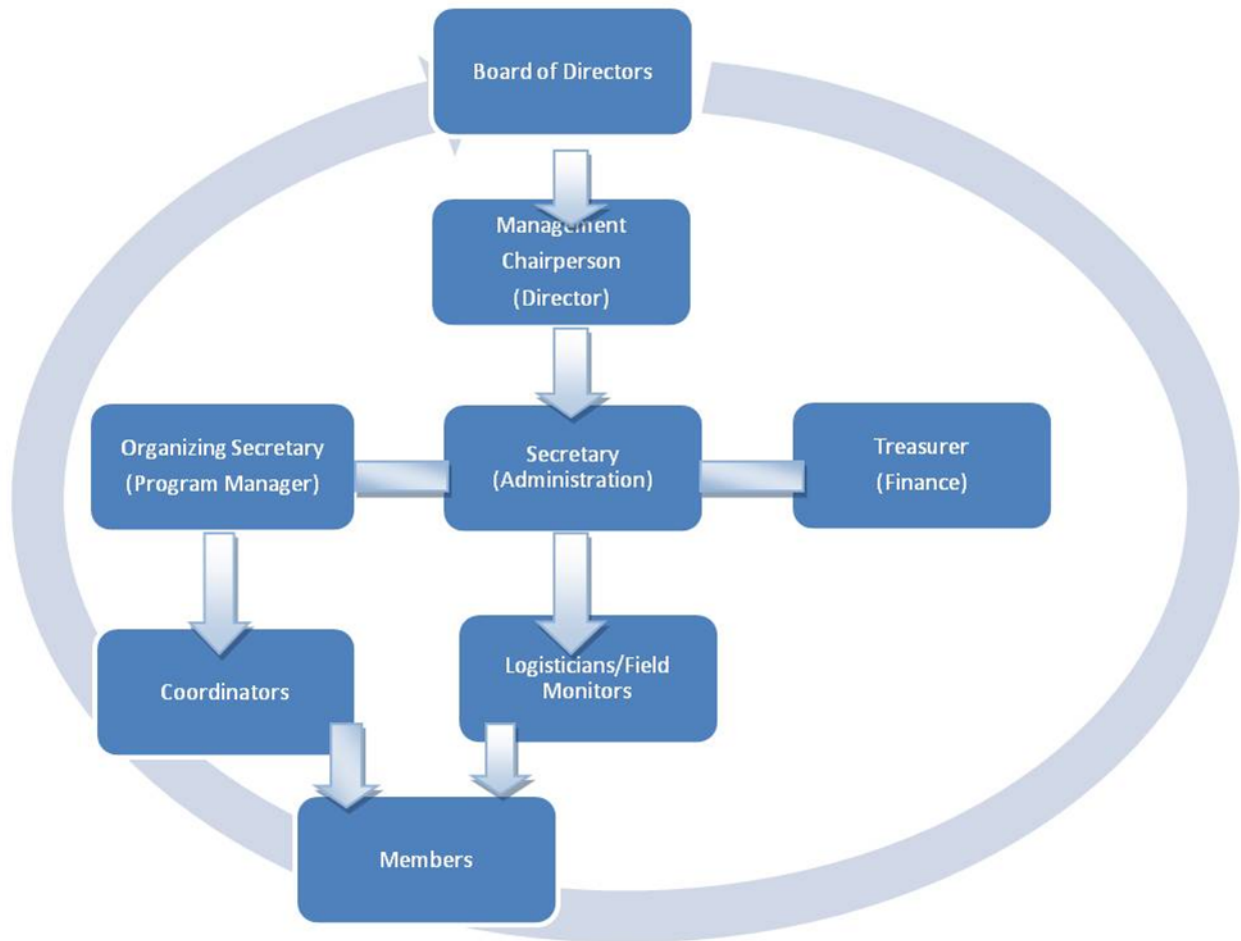 Board of Directors
Management
Chairperson
(Director)
Organizing Secretary
(Program Manager)
Secretary
(Administration)
Treasurer
(Finance)
Coordinators
Logisticians/Field
Monitors
Members